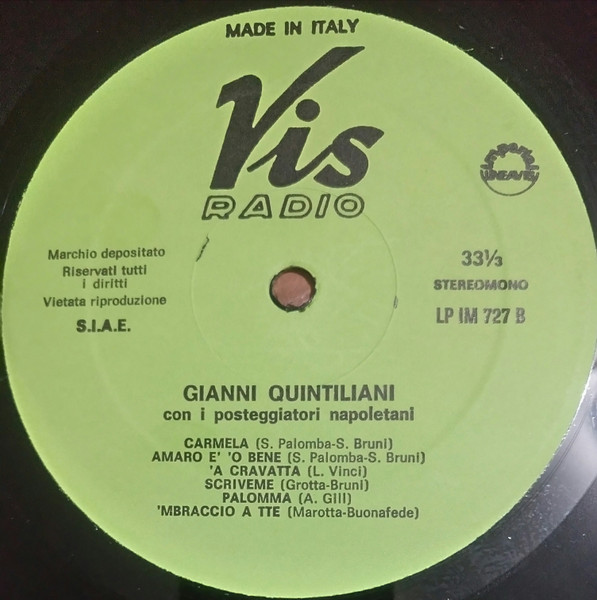 MADE IN ITALY
Vis
RADIO
Imperial
Marchio depositato
Riservati tutti
i diritti
Vietata riproduzione
S.I.A.E.
33⅓
STEREOMONO
LP IM 727 B
GIANNI QUINTILIANI
con i posteggiatori napoletani
CARMELA (S. Palomba-S. Bruni)
AMARO E' 'O BENE (S. Palomba-S. Bruni)
'A CRAVATTA (L. Vinci)
SCRIVEME (Grotta-Bruni)
PALOMMA (A. Gill)
'MBRACCIO A TTE (Marotta-Buonafede)